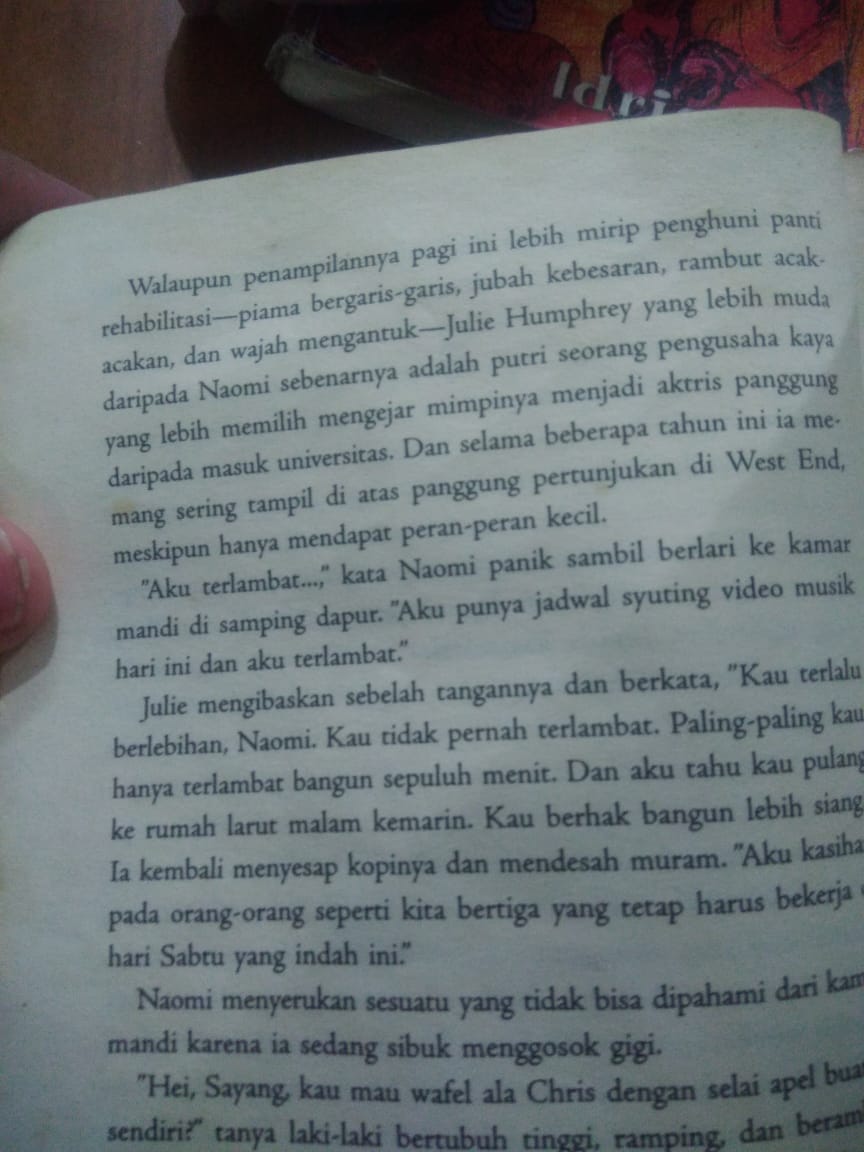 Idri
Walaupun penampilannya pagi ini lebih mirip penghuni panti
rehabilitasi—piama bergaris-garis, jubah kebesaran, rambut acak-
acakan, dan wajah mengantuk—Julie Humphrey yang lebih muda
daripada Naomi sebenarnya adalah putri seorang pengusaha kaya
yang lebih memilih mengejar mimpinya menjadi aktris panggung
daripada masuk universitas. Dan selama beberapa tahun ini ia me-
mang sering tampil di atas panggung pertunjukan di West End,
meskipun hanya mendapat peran-peran kecil.
"Aku terlambat...," kata Naomi panik sambil berlari ke kamar
mandi di samping dapur. "Aku punya jadwal syuting video musik
hari ini dan aku terlambat."
Julie mengibaskan sebelah tangannya dan berkata, "Kau terlalu
berlebihan, Naomi. Kau tidak pernah terlambat. Paling-paling kau
hanya terlambat bangun sepuluh menit. Dan aku tahu kau pulang
ke rumah larut malam kemarin. Kau berhak bangun lebih siang
Ia kembali menyesap kopinya dan mendesah muram. "Aku kasiha
pada orang-orang seperti kita bertiga yang tetap harus bekerja
hari Sabtu yang indah ini."
Naomi menyerukan sesuatu yang tidak bisa dipahami dari kam
mandi karena ia sedang sibuk menggosok gigi.
"Hei, Sayang, kau mau wafel ala Chris dengan selai apel bua
sendiri?" tanya laki-laki bertubuh tinggi, ramping, dan beram